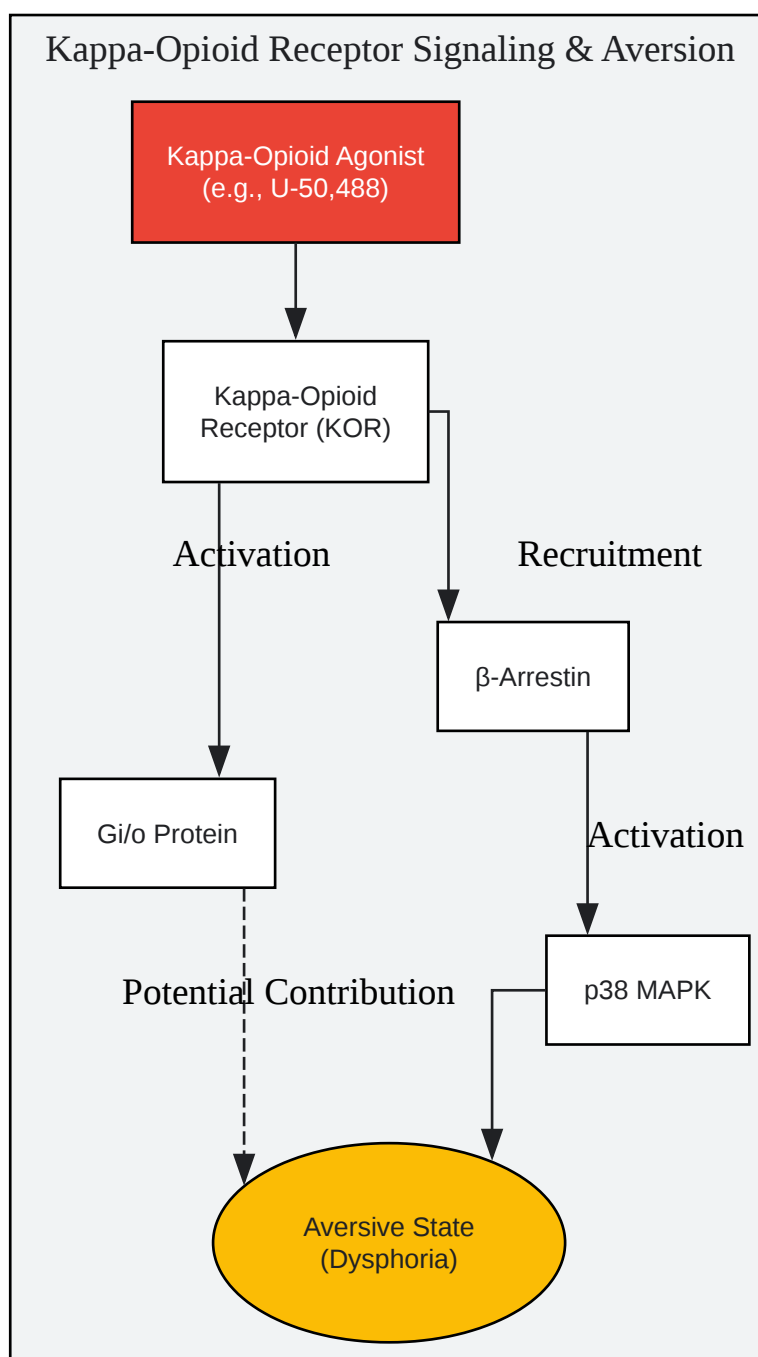 Kappa-Opioid Receptor Signaling & Aversion
Kappa-Opioid Agonist
(e.g., U-50,488)
Kappa-Opioid
Receptor (KOR)
Activation
Recruitment
β-Arrestin
Gi/o Protein
Activation
Potential Contribution
p38 MAPK
Aversive State
(Dysphoria)